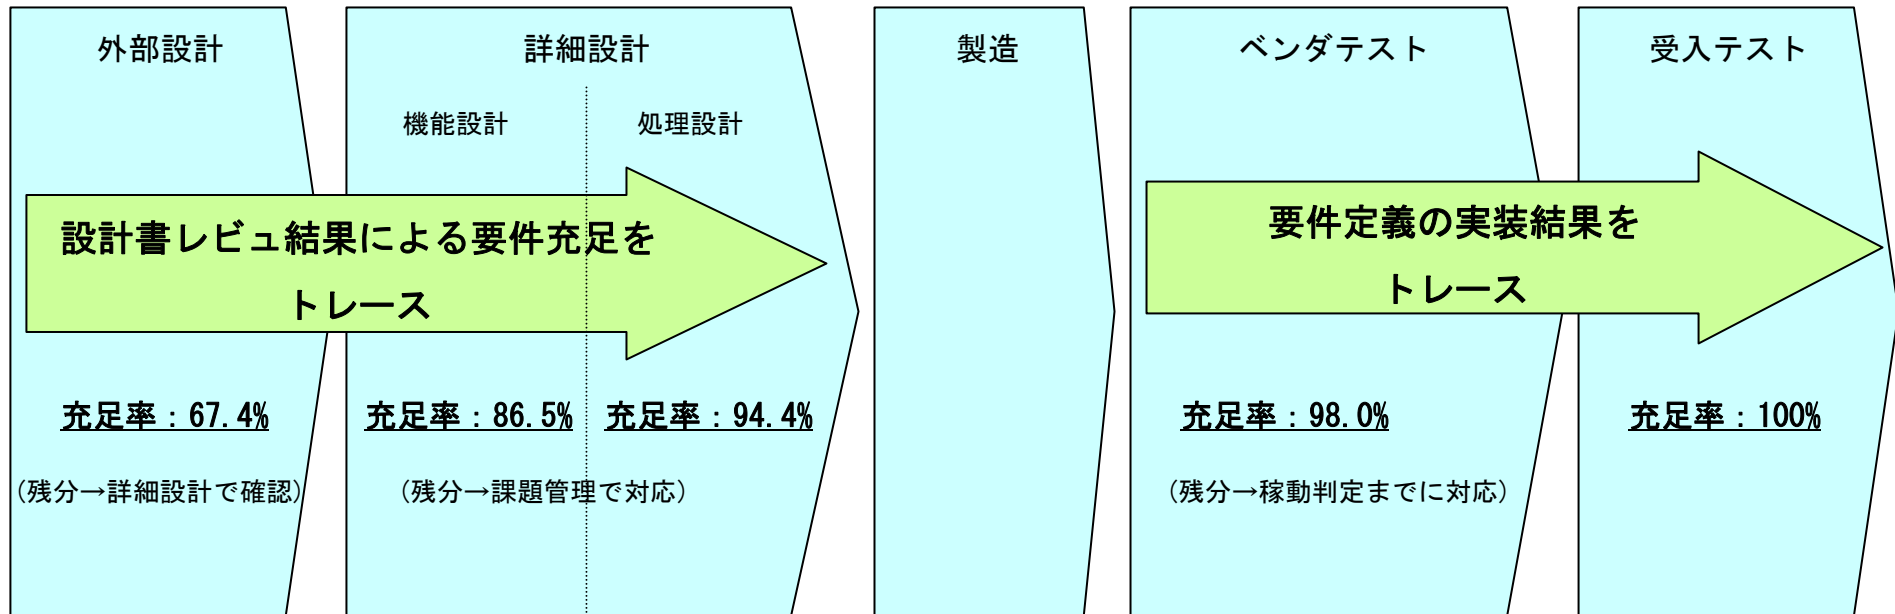 外部設計
詳細設計
製造
ベンダテスト
受入テスト
機能設計
処理設計
設計書レビュ結果による要件充足を
トレース
要件定義の実装結果を
トレース
充足率：67.4%
充足率：86.5%
充足率：94.4%
充足率：98.0%
充足率：100%
（残分→詳細設計で確認）
（残分→課題管理で対応）
（残分→稼動判定までに対応）